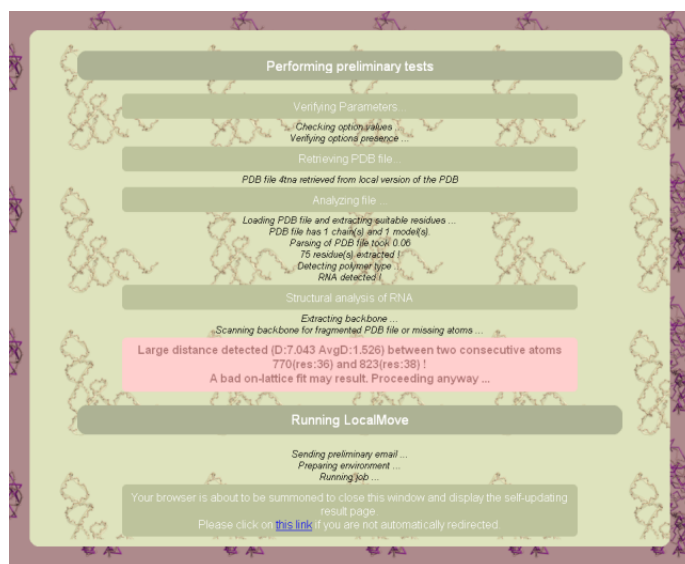 Performing preliminary tests
Verifying Parameters...
Checking option values ...
Verifying options presence ...
Retrieving PDB file...
PDB file 4tna retrieved from local version of the PDB
Analyzing file ...
Loading PDB file and extracting suitable residues ...
PDB file has 1 chain(s) and 1 model(s).
Parsing of PDB file took 0.06
75 residue(s) extracted !
Detecting polymer type ...
RNA detected !
Structural analysis of RNA
Extracting backbone ...
Scanning backbone for fragmented PDB file or missing atoms ...
Large distance detected (D:7.043 AvgD:1.526) between two consecutive atoms
770(res:36) and 823(res:38) !
A bad on-lattice fit may result. Proceeding anyway ...
Running LocalMove
Sending preliminary email ...
Preparing environment ...
Running job ...
Your browser is about to be summoned to close this window and display the self-updating
result page.
Please click on this link if you are not automatically redirected.